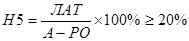 Н5 = ЛАТ / (А – РО) × 100% ≥ 20%